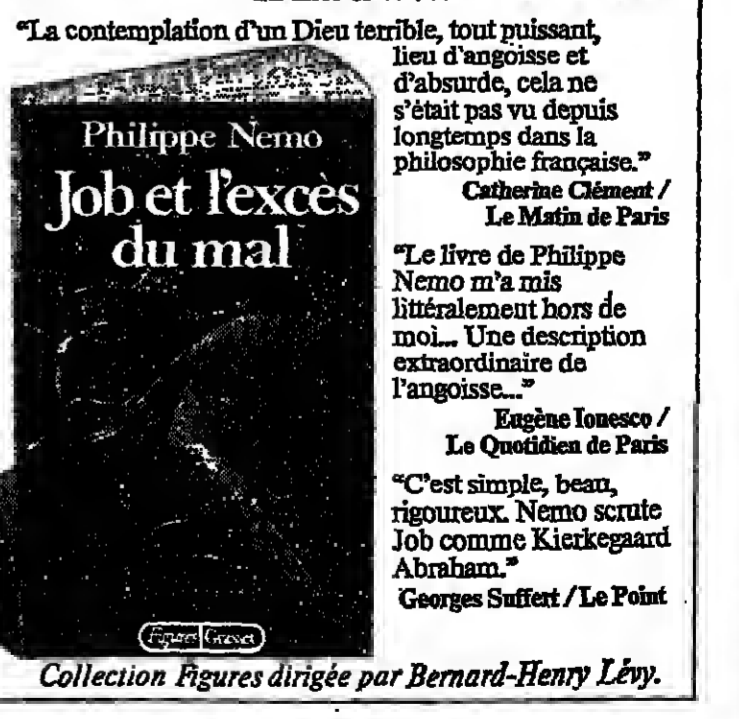 “La contemplation d'un Dieu terrible, tout puissant,
lieu d'angoisse et
d'absurde, cela ne
s'était pas vu depuis
longtemps dans la
philosophie française.”
Catherine Clément /
Le Matin de Paris
“Le livre de Philippe
Nemo m'a mis
littéralement hors de
moi... Une description
extraordinaire de
l'angoisse...”
Eugène Ionesco /
Le Quotidien de Paris
“C'est simple, beau,
rigoureux. Nemo scrute
Job comme Kierkegaard
Abraham.”
Georges Suffert / Le Point
Philippe Nemo
Job et l'excès
du mal
Figures Grasset
Collection Figures dirigée par Bernard-Henry Lévy.